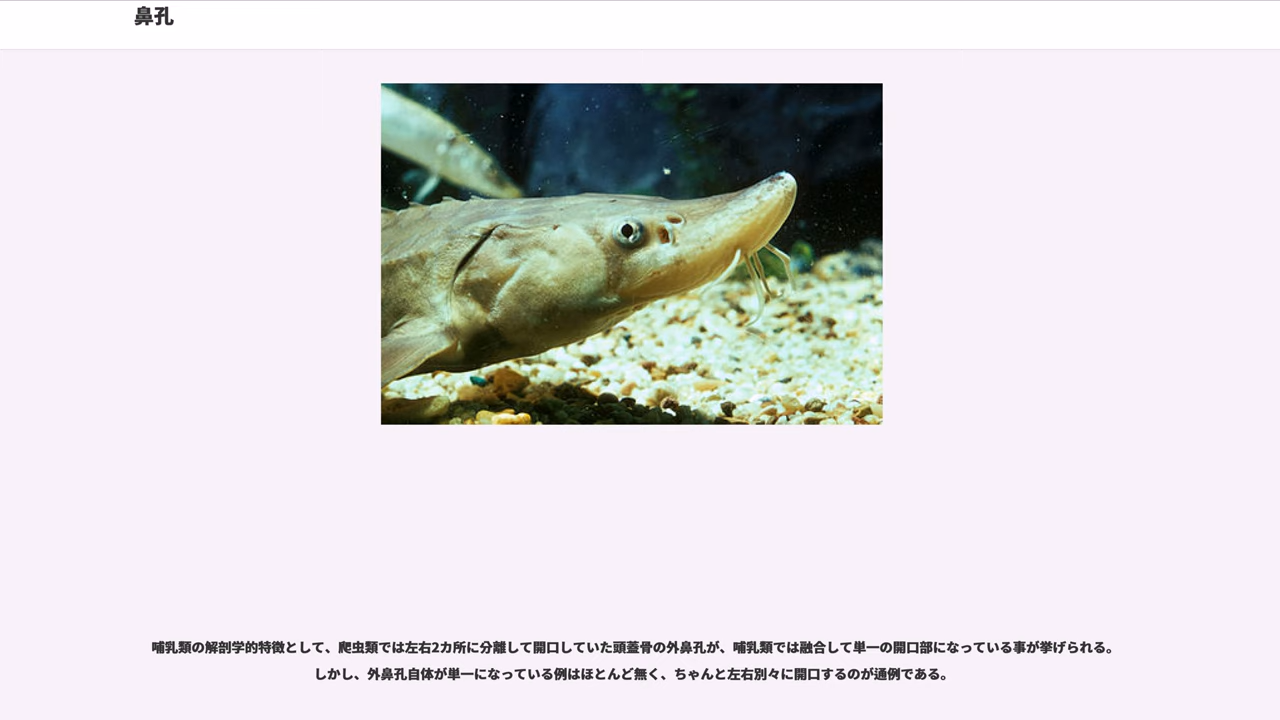 鼻孔
哺乳類の解剖学的特徴として、爬虫類では左右2カ所に分離して開口していた頭蓋骨の外鼻孔が、哺乳類では融合して単一の開口部になっている事が挙げられる。
しかし、外鼻孔自体が単一になっている例はほとんど無く、ちゃんと左右別々に開口するのが通例である。